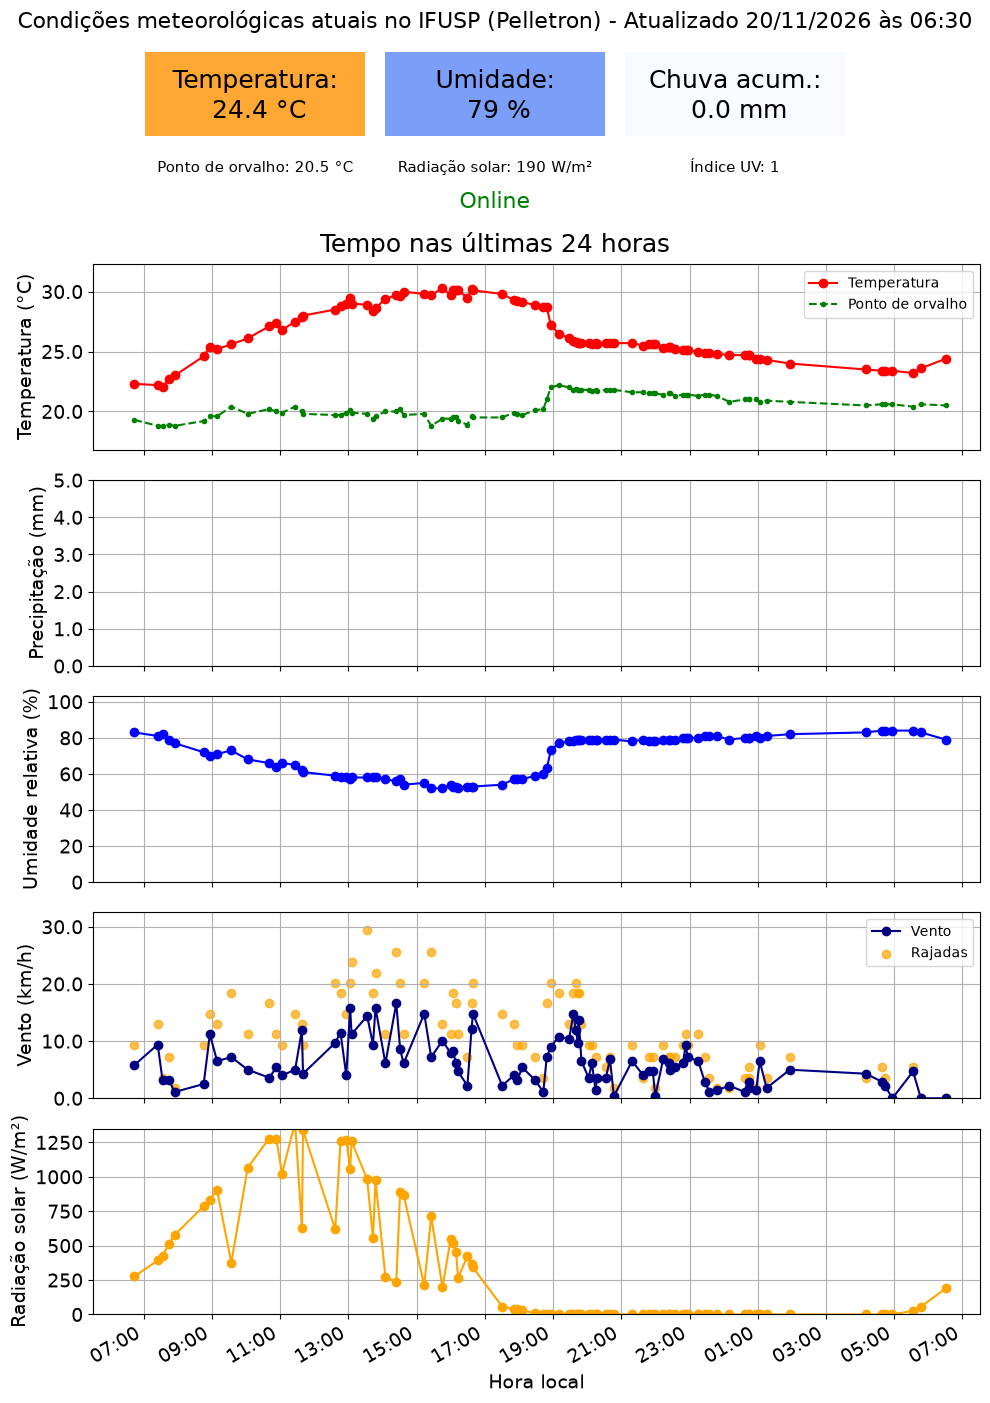 Condições meteorológicas atuais no IFUSP (Pelletron) - Atualizado 20/11/2026 às 06:30
Temperatura:
24.4 °C
Umidade:
79 %
Chuva acum.:
0.0 mm
Ponto de orvalho: 20.5 °C
Radiação solar: 190 W/m²
Índice UV: 1
Online
Tempo nas últimas 24 horas
Temperatura (°C)
30.0
25.0
20.0
Temperatura
Ponto de orvalho
Precipitação (mm)
5.0
4.0
3.0
2.0
1.0
0.0
Umidade relativa (%)
100
80
60
40
20
0
Vento (km/h)
30.0
20.0
10.0
0.0
Vento
Rajadas
Radiação solar (W/m²)
1250
1000
750
500
250
0
07:00
09:00
11:00
13:00
15:00
17:00
19:00
21:00
23:00
01:00
03:00
05:00
07:00
Hora local